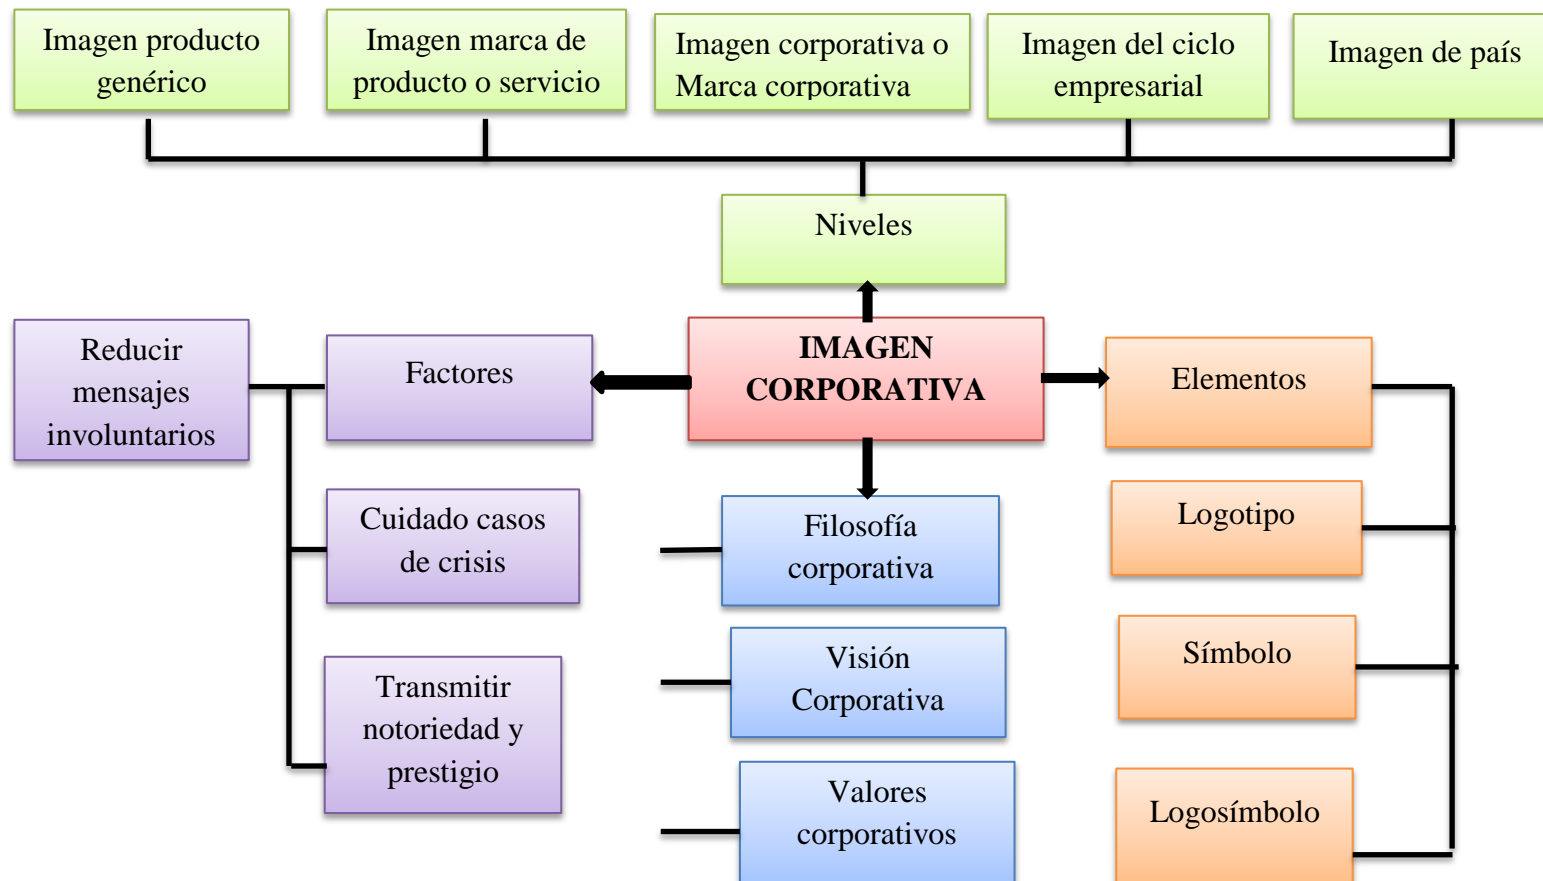 Imagen producto
genérico
Imagen marca de
producto o servicio
Imagen corporativa o
Marca corporativa
Imagen del ciclo
empresarial
Imagen de país
Niveles
Reducir
mensajes
involuntarios
Factores
IMAGEN
CORPORATIVA
Elementos
Cuidado casos
de crisis
Filosofía
corporativa
Logotipo
Transmitir
notoriedad y
prestigio
Visión
Corporativa
Símbolo
Valores
corporativos
Logosímbolo